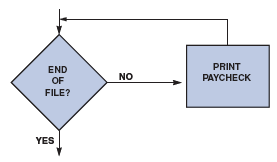 END
OF
FILE?
NO
PRINT
PAYCHECK
YES